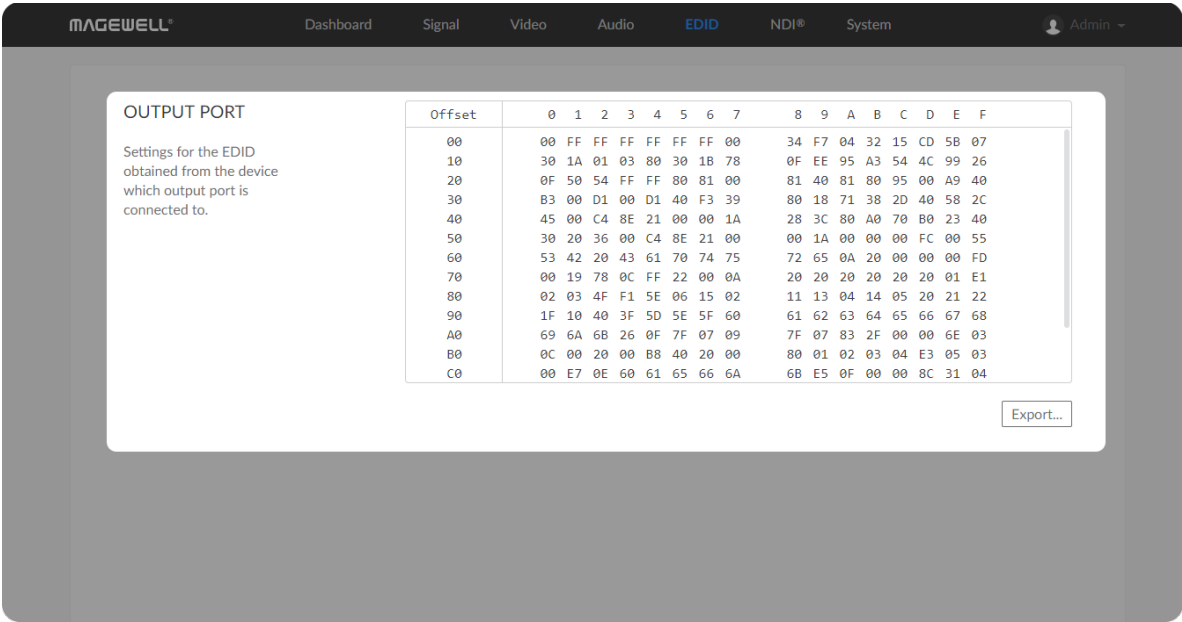 MAGEWELL® Dashboard Signal Video Audio EDID NDI® System Admin
OUTPUT PORT
Settings for the EDID
obtained from the device
which output port is
connected to.
Offset 0 1 2 3 4 5 6 7 8 9 A B C D E F
00 00 FF FF FF FF FF FF 00 34 F7 04 32 15 CD 5B 07
10 30 1A 01 03 80 30 1B 78 0F EE 95 A3 54 4C 99 26
20 0F 50 54 FF FF 80 81 00 81 40 81 80 95 00 A9 40
30 B3 00 D1 00 D1 40 F3 39 80 18 71 38 2D 40 58 2C
40 45 00 C4 8E 21 00 00 1A 28 3C 80 A0 70 B0 23 40
50 30 20 36 00 C4 8E 21 00 00 1A 00 00 00 FC 00 55
60 53 42 20 43 61 70 74 75 72 65 0A 20 00 00 00 FD
70 00 19 78 0C FF 22 00 0A 20 20 20 20 20 20 01 E1
80 02 03 4F F1 5E 06 15 02 11 13 04 14 05 20 21 22
90 1F 10 40 3F 5D 5E 5F 60 61 62 63 64 65 66 67 68
A0 69 6A 6B 26 0F 7F 07 09 7F 07 83 2F 00 00 6E 03
B0 0C 00 20 00 B8 40 20 00 80 01 02 03 04 E3 05 03
C0 00 E7 0E 60 61 65 66 6A 6B E5 0F 00 00 8C 31 04
Export...